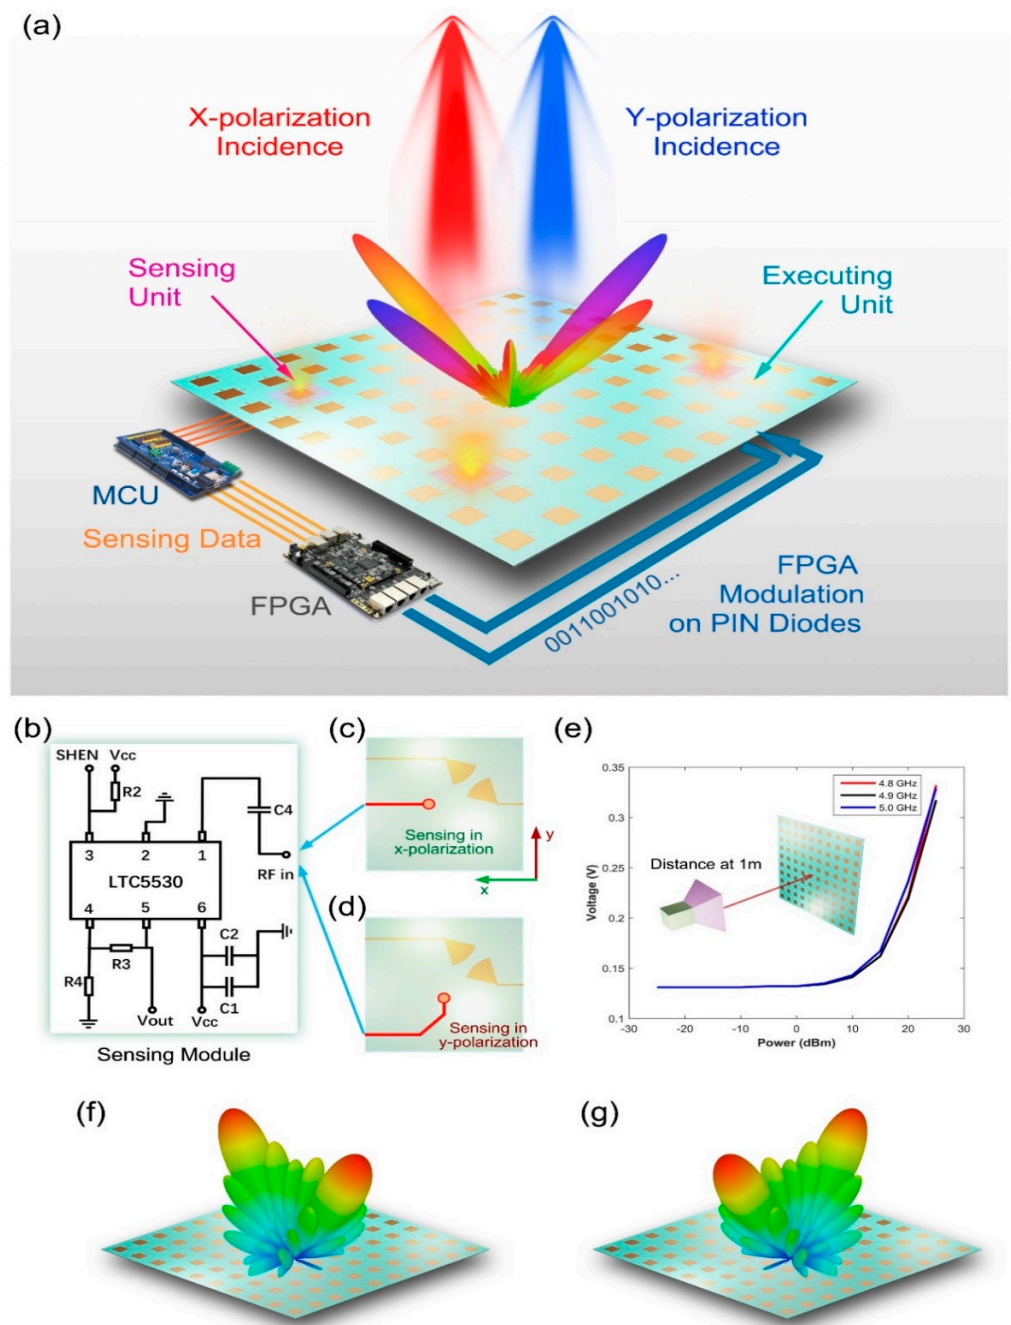 (a)
X-polarization
Incidence
Y-polarization
Incidence
Sensing
Unit
Executing
Unit
MCU
Sensing Data
FPGA
0011001010...
FPGA
Modulation
on PIN Diodes
(b)
SHEN Vcc
R2
C4
3 2 1
RF in
LTC5530
4 5 6
R3
R4
C2
C1
Vout
Vcc
Sensing Module
(c)
Sensing in
x-polarization
y
x
(d)
Sensing in
y-polarization
(e)
0.35
0.3
0.25
0.2
0.15
0.1
Voltage (V)
4.8 GHz
4.9 GHz
5.0 GHz
Distance at 1m
-30 -20 -10 0 10 20 30
Power (dBm)
(f)
(g)